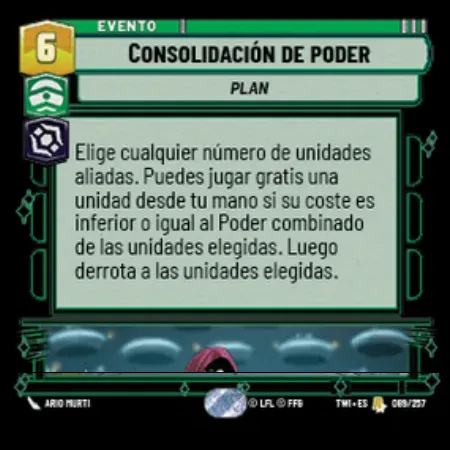 EVENTO
6
CONSOLIDACIÓN DE PODER
PLAN
Elige cualquier número de unidades
aliadas. Puedes jugar gratis una
unidad desde tu mano si su coste es
inferior o igual al Poder combinado
de las unidades elegidas. Luego
derrota a las unidades elegidas.
ARIO MURTI © LFL © FFG TWI • ES 089/257